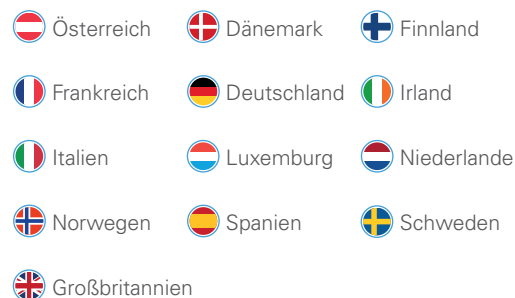 Österreich Dänemark Finnland
Frankreich Deutschland Irland
Italien Luxemburg Niederlande
Norwegen Spanien Schweden
Großbritannien